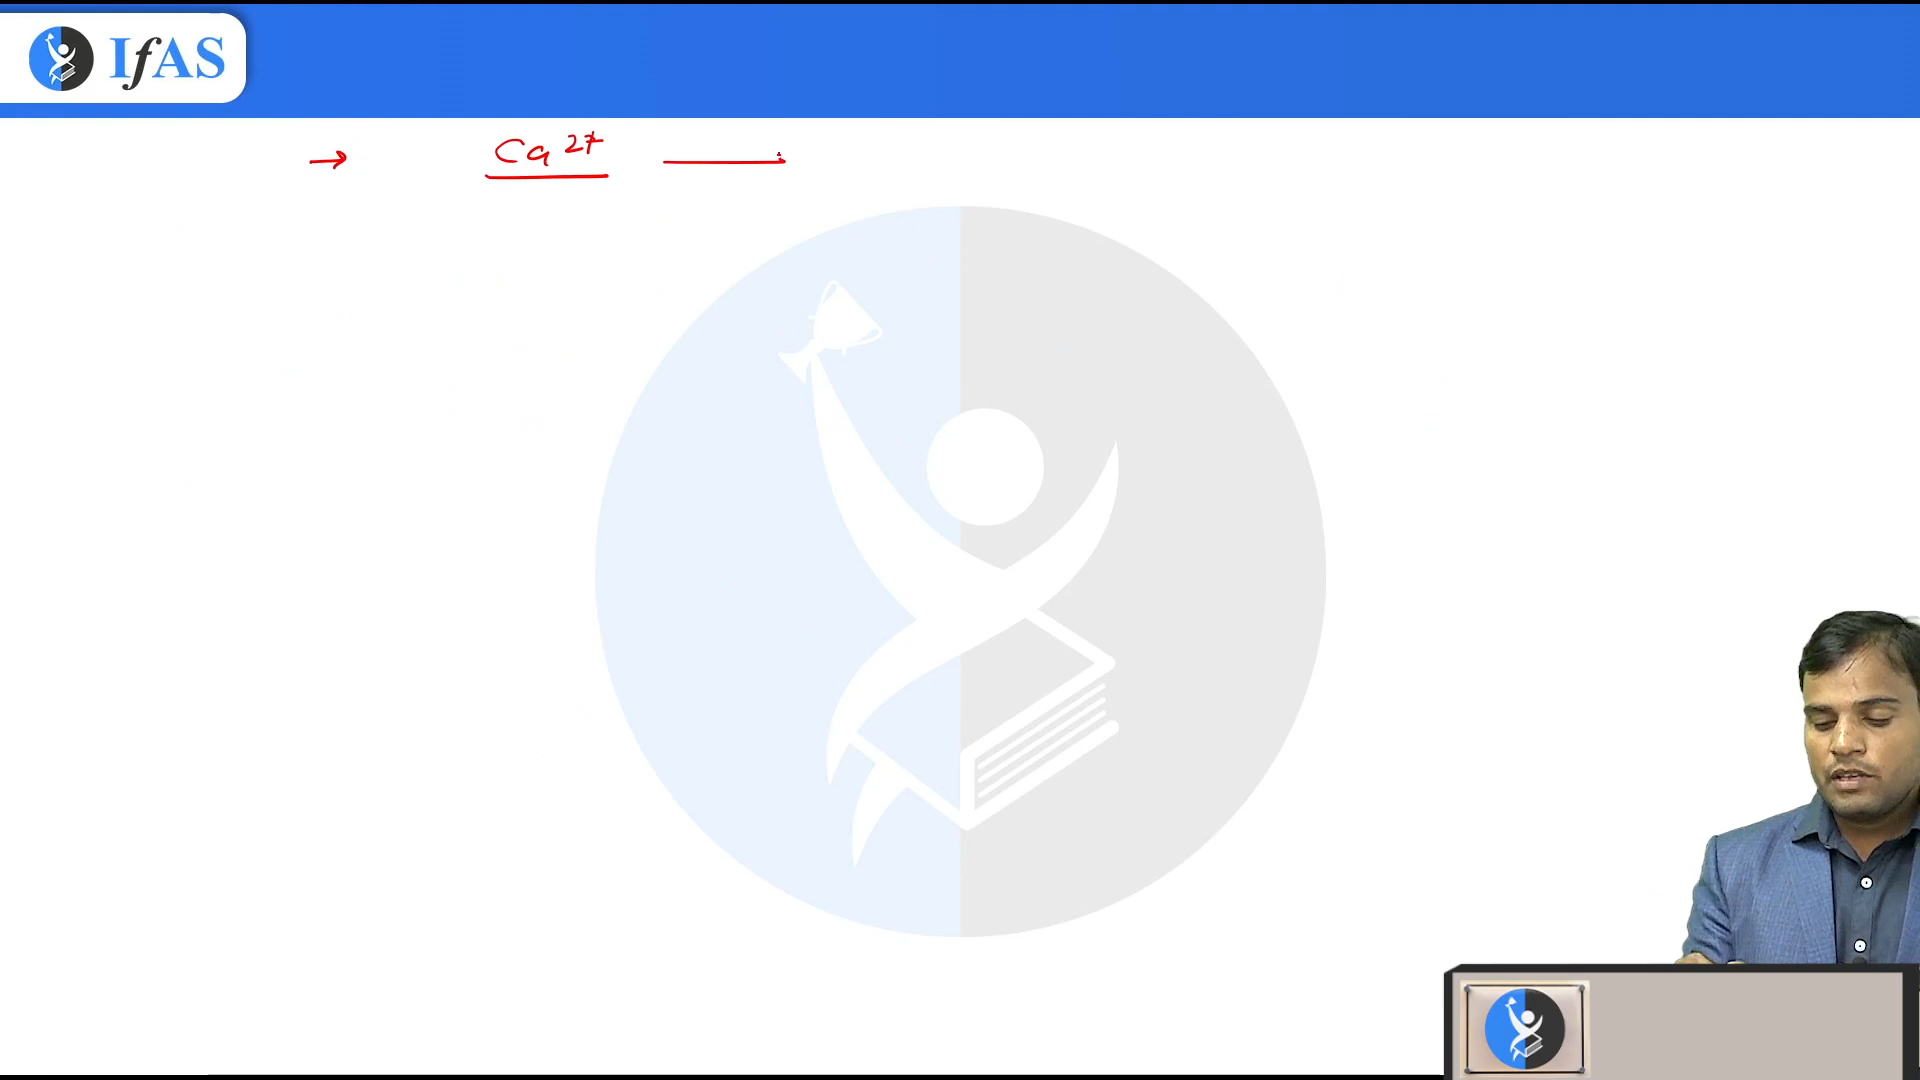 IfAS
→ Ca²⁺ ——